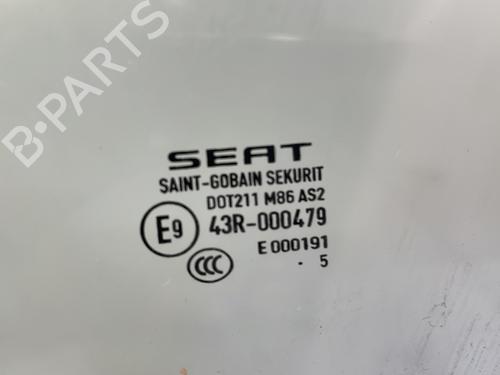 B-PARTS
SEAT
SAINT-GOBAIN SEKURIT
DOT211 M86 AS2
E9 43R-000479
E 000191
CCC . 5